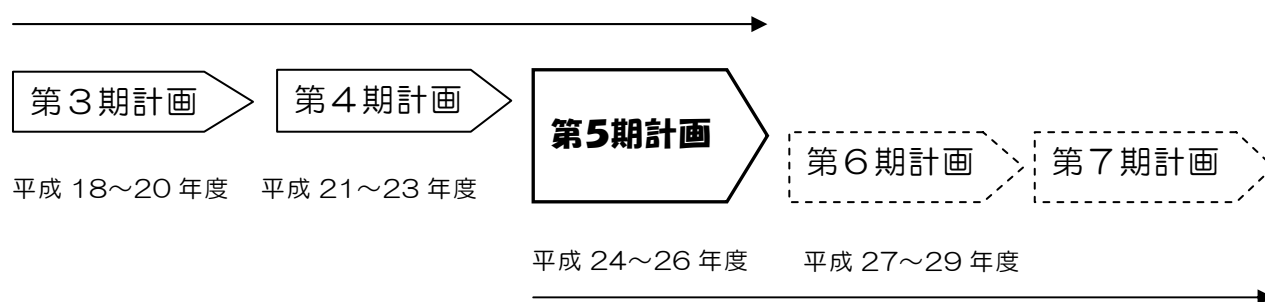 第３期計画
第４期計画
第5期計画
第６期計画
第７期計画
平成 18～20 年度
平成 21～23 年度
平成 24～26 年度
平成 27～29 年度